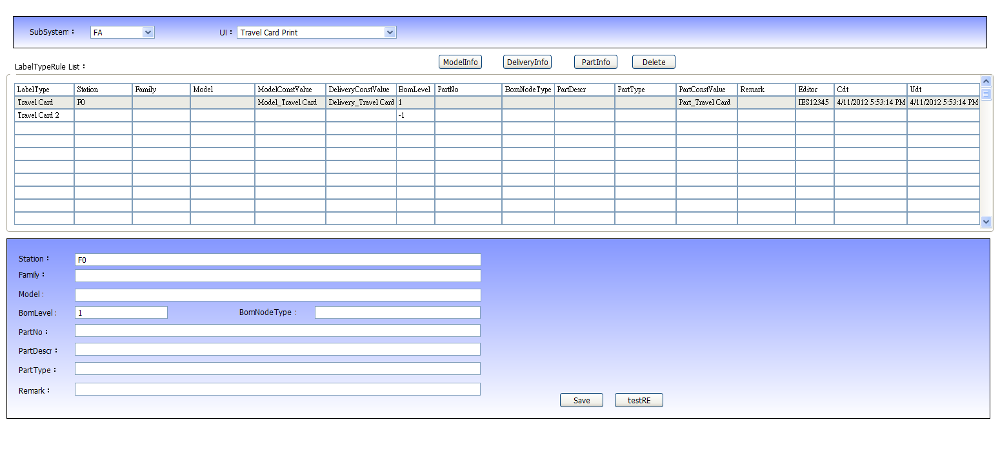 SubSystem : FA UI : Travel Card Print
LabelTypeRule List : ModelInfo DeliveryInfo PartInfo Delete
LabelType Station Family Model ModelConstValue DeliveryConstValue BomLevel PartNo BomNodeType PartDescr PartType PartConstValue Remark Editor Cdt Udt
Travel Card F0 Model_Travel Card Delivery_Travel Card 1 Part_Travel Card IES12345 4/11/2012 5:53:14 PM 4/11/2012 5:53:14 PM
Travel Card 2 -1
Station : F0
Family :
Model :
BomLevel : 1 BomNodeType :
PartNo :
PartDescr :
PartType :
Remark :
Save testRE